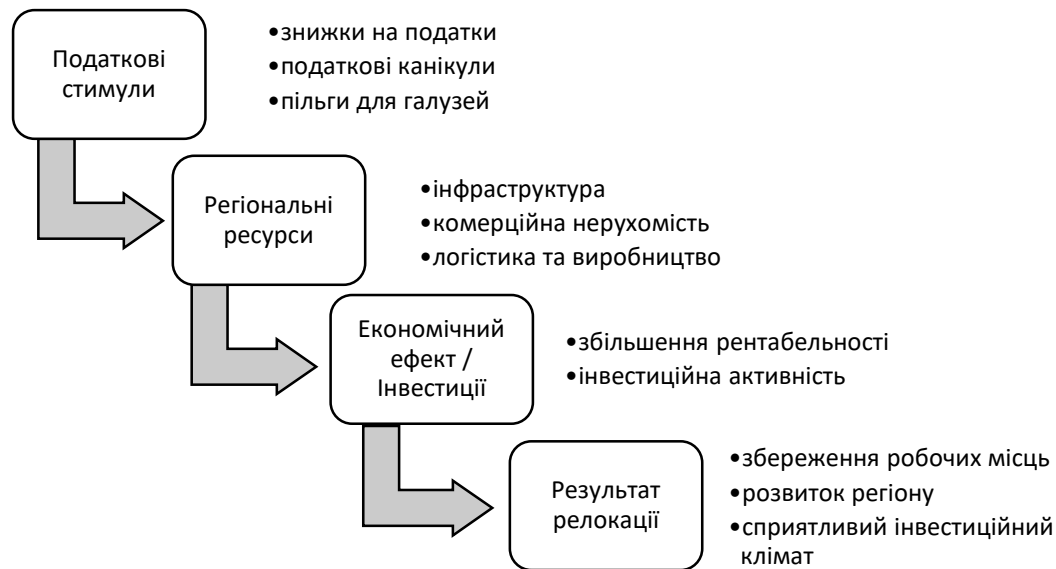 Податкові
стимули
•знижки на податки
•податкові канікули
•пільги для галузей
Регіональні
ресурси
•інфраструктура
•комерційна нерухомість
•логістика та виробництво
Економічний
ефект /
Інвестиції
•збільшення рентабельності
•інвестиційна активність
Результат
релокації
•збереження робочих місць
•розвиток регіону
•сприятливий інвестиційний
клімат